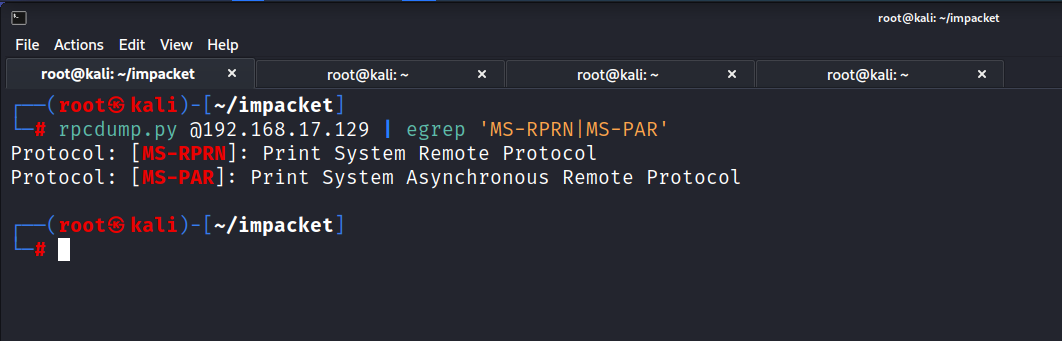 root@kali: ~/impacket
File Actions Edit View Help
root@kali: ~/impacket × root@kali: ~ × root@kali: ~ × root@kali: ~ ×
┌──(root㉿kali)-[~/impacket]
└─# rpcdump.py @192.168.17.129 | egrep 'MS-RPRN|MS-PAR'
Protocol: [MS-RPRN]: Print System Remote Protocol
Protocol: [MS-PAR]: Print System Asynchronous Remote Protocol
┌──(root㉿kali)-[~/impacket]
└─#